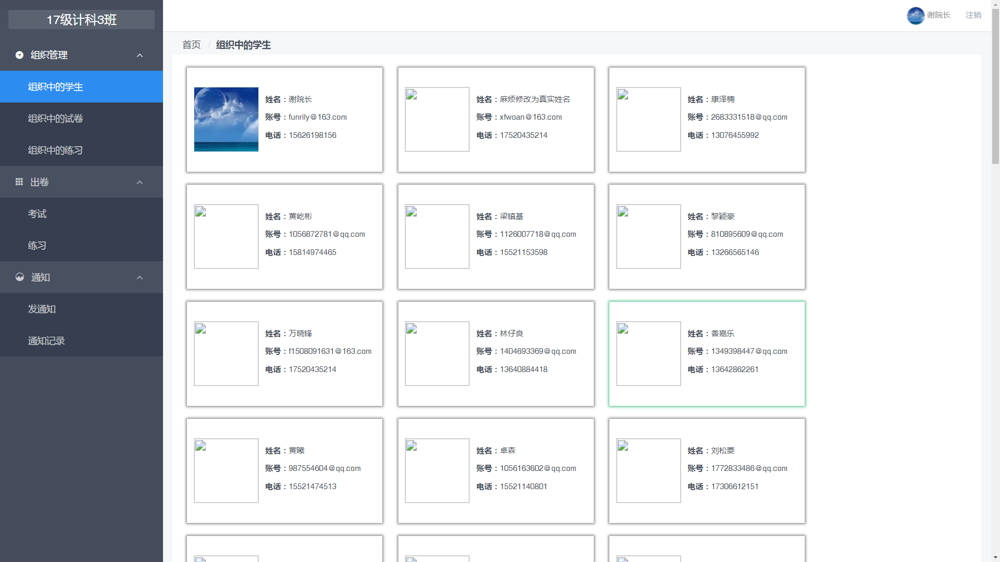 17级计科3班
组织管理
组织中的学生
组织中的试卷
组织中的练习
出卷
考试
练习
通知
发通知
通知记录
谢院长
注销
首页 / 组织中的学生
姓名：谢院长
账号：funrily@163.com
电话：15626198156
姓名：麻烦修改为真实姓名
账号：xfwoan@163.com
电话：17520435214
姓名：康泽楠
账号：2683331518@qq.com
电话：13076455992
姓名：黄屹彬
账号：1056872781@qq.com
电话：15814974465
姓名：梁镇基
账号：1126007718@qq.com
电话：15521153598
姓名：黎颖豪
账号：810895609@qq.com
电话：13266565146
姓名：万晓锋
账号：f1508091631@163.com
电话：17520435214
姓名：林仔良
账号：1404693369@qq.com
电话：13640884418
姓名：香嘉乐
账号：1349398447@qq.com
电话：13642862261
姓名：黄曦
账号：987554604@qq.com
电话：15521474513
姓名：卓森
账号：1056163602@qq.com
电话：15521140801
姓名：刘松菱
账号：1772833486@qq.com
电话：17306612151